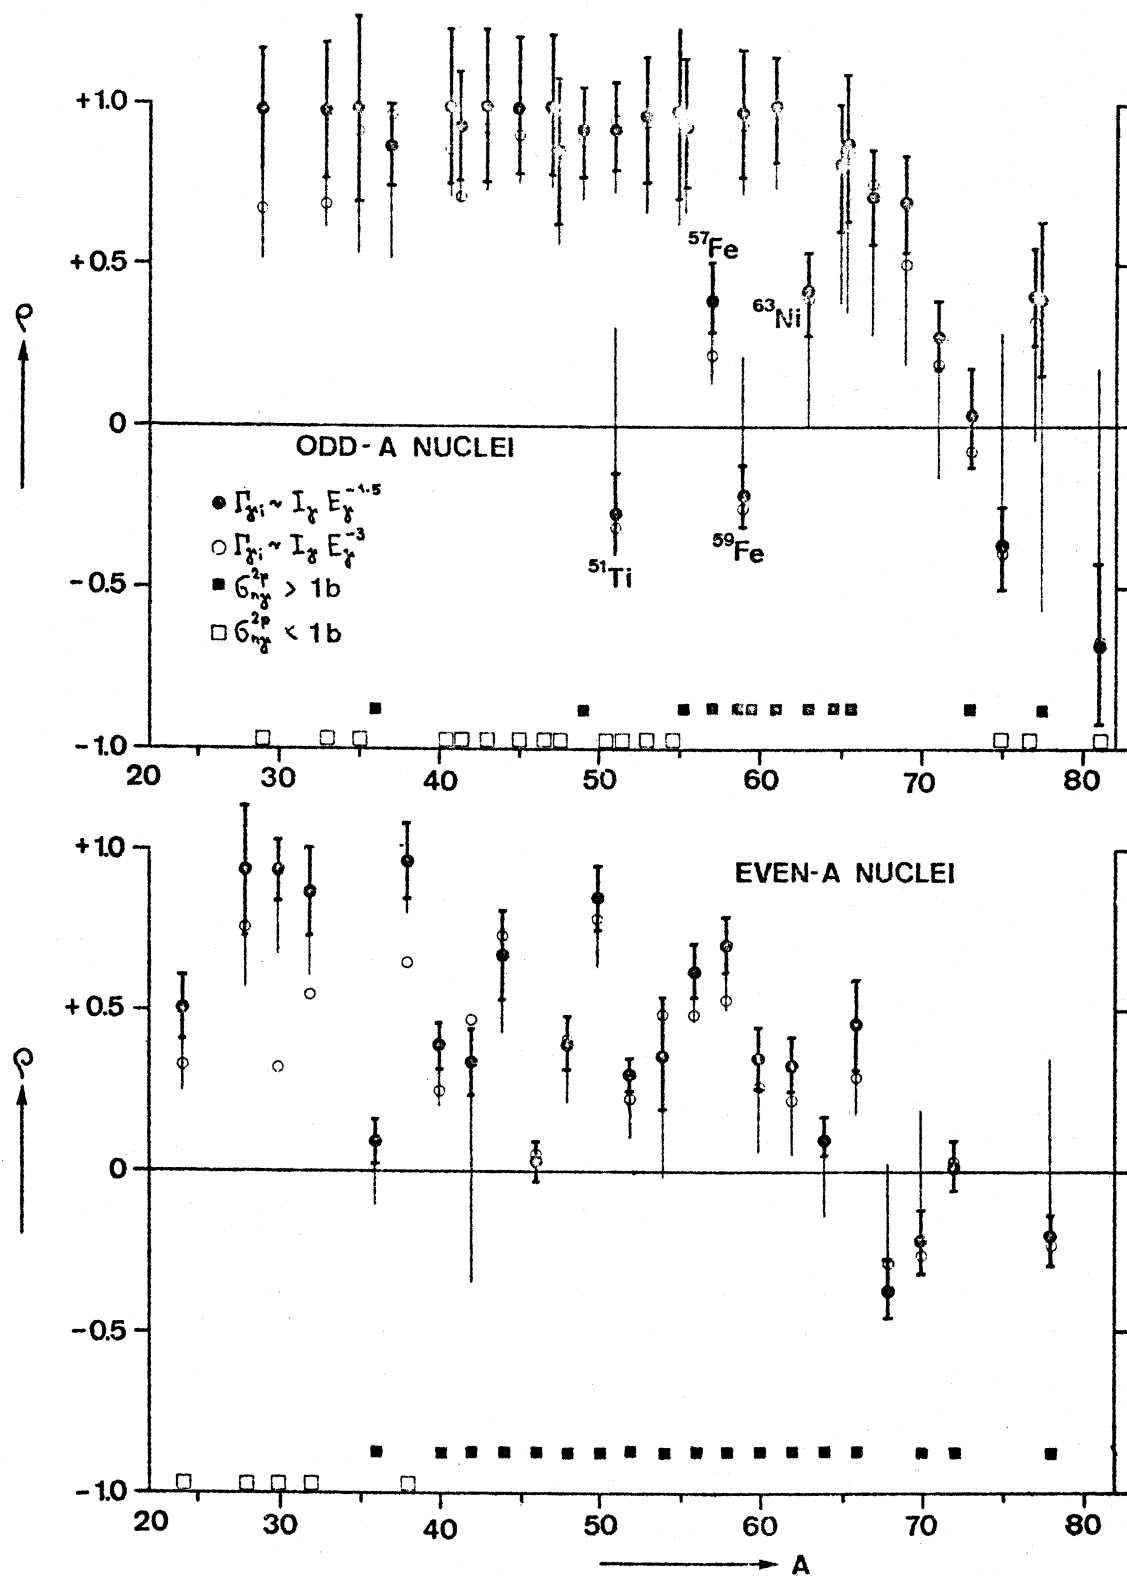 +1.0
+0.5
ρ
0
-0.5
-1.0
57Fe
63Ni
ODD-A NUCLEI
● Γγi ~ Iγ Eγ^-1.5
○ Γγi ~ Iγ Eγ^-3
■ σnγ^2p > 1b
□ σnγ^2p < 1b
51Ti
59Fe
20 30 40 50 60 70 80
+1.0
EVEN-A NUCLEI
+0.5
ρ
0
-0.5
-1.0
20 30 40 50 60 70 80
A